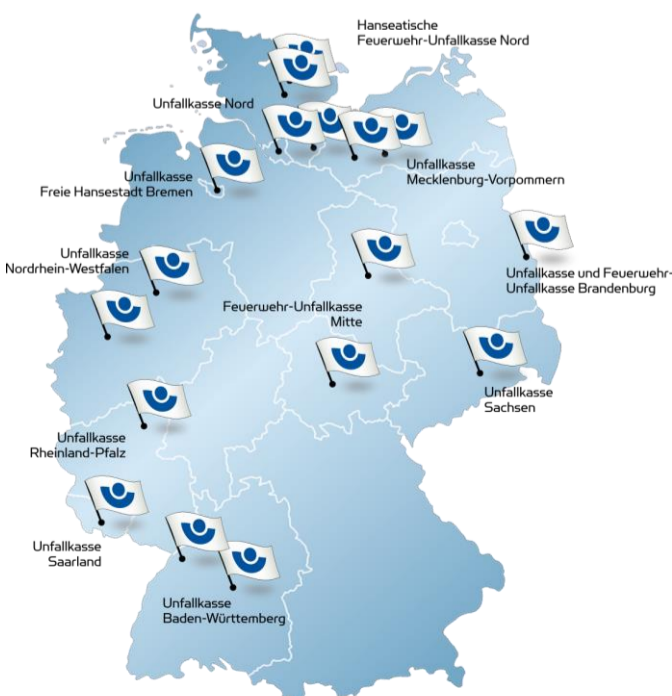 Hanseatische
Feuerwehr-Unfallkasse Nord
Unfallkasse Nord
Unfallkasse
Mecklenburg-Vorpommern
Unfallkasse
Freie Hansestadt Bremen
Unfallkasse
Nordrhein-Westfalen
Unfallkasse und Feuerwehr-
Unfallkasse Brandenburg
Feuerwehr-Unfallkasse
Mitte
Unfallkasse
Sachsen
Unfallkasse
Rheinland-Pfalz
Unfallkasse
Saarland
Unfallkasse
Baden-Württemberg